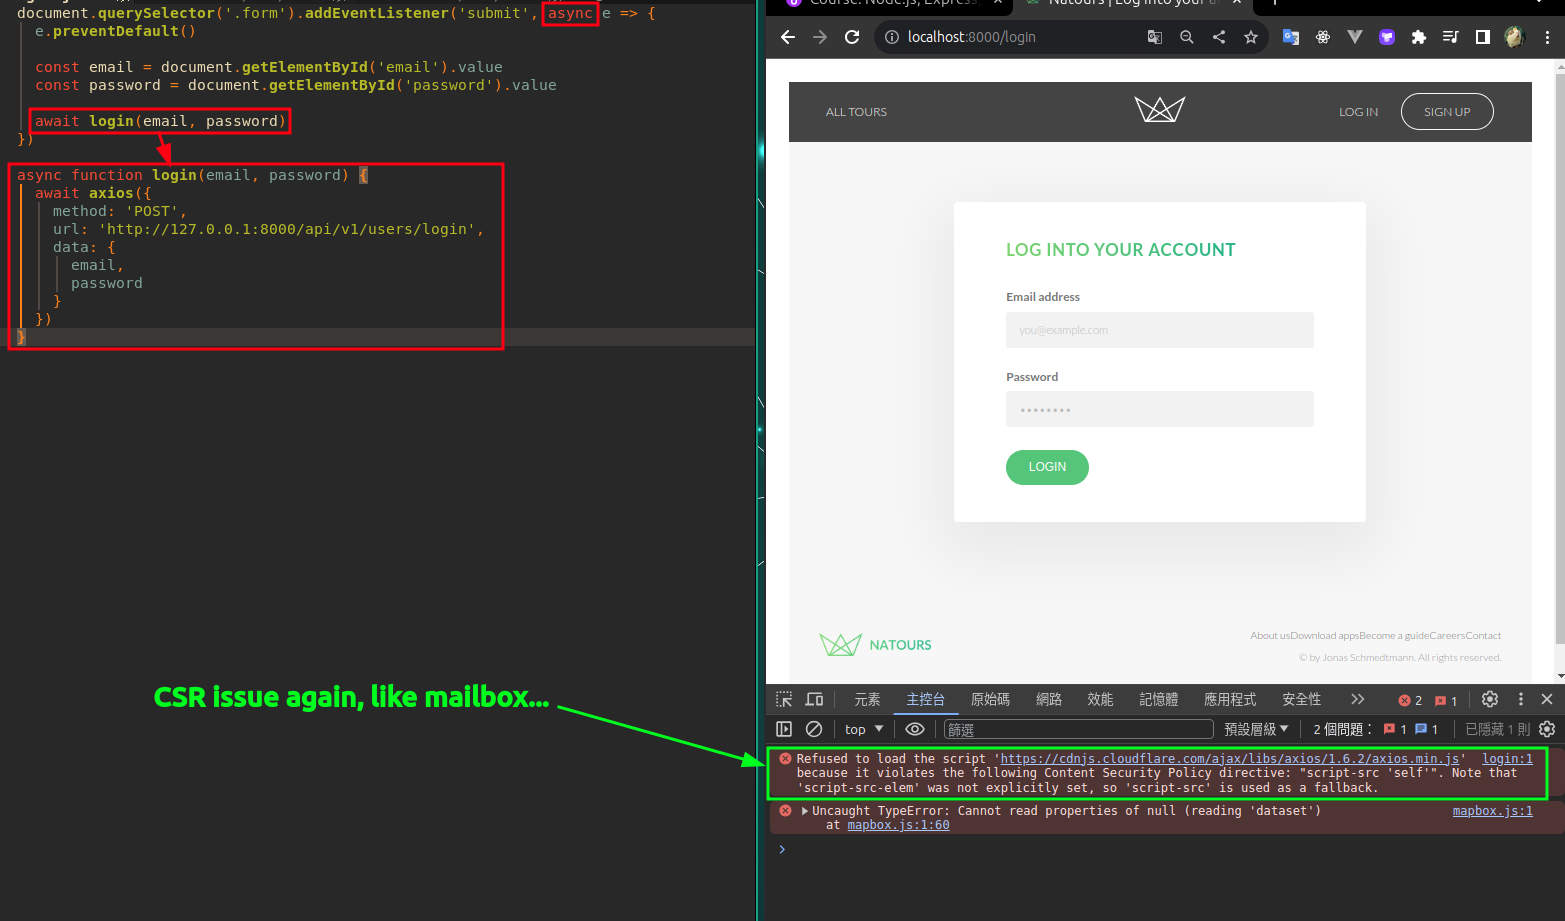 document.querySelector('.form').addEventListener('submit', async e => {
e.preventDefault()
const email = document.getElementById('email').value
const password = document.getElementById('password').value
await login(email, password)
})
async function login(email, password) {
await axios({
method: 'POST',
url: 'http://127.0.0.1:8000/api/v1/users/login',
data: {
email,
password
}
})
}
CSR issue again, like mailbox...
localhost:8000/login
ALL TOURS
LOG IN
SIGN UP
LOG INTO YOUR ACCOUNT
Email address
you@example.com
Password
••••••••
LOGIN
NATOURS
About usDownload appsBecome a guideCareersContact
© by Jonas Schmedtmann. All rights reserved.
元素 主控台 原始碼 網路 效能 記憶體 應用程式 安全性 2 1
top 篩選 預設層級 2 個問題： 1 1 已隱藏 1 則
Refused to load the script 'https://cdnjs.cloudflare.com/ajax/libs/axios/1.6.2/axios.min.js' login:1
because it violates the following Content Security Policy directive: "script-src 'self'". Note that
'script-src-elem' was not explicitly set, so 'script-src' is used as a fallback.
Uncaught TypeError: Cannot read properties of null (reading 'dataset') mapbox.js:1
at mapbox.js:1:60